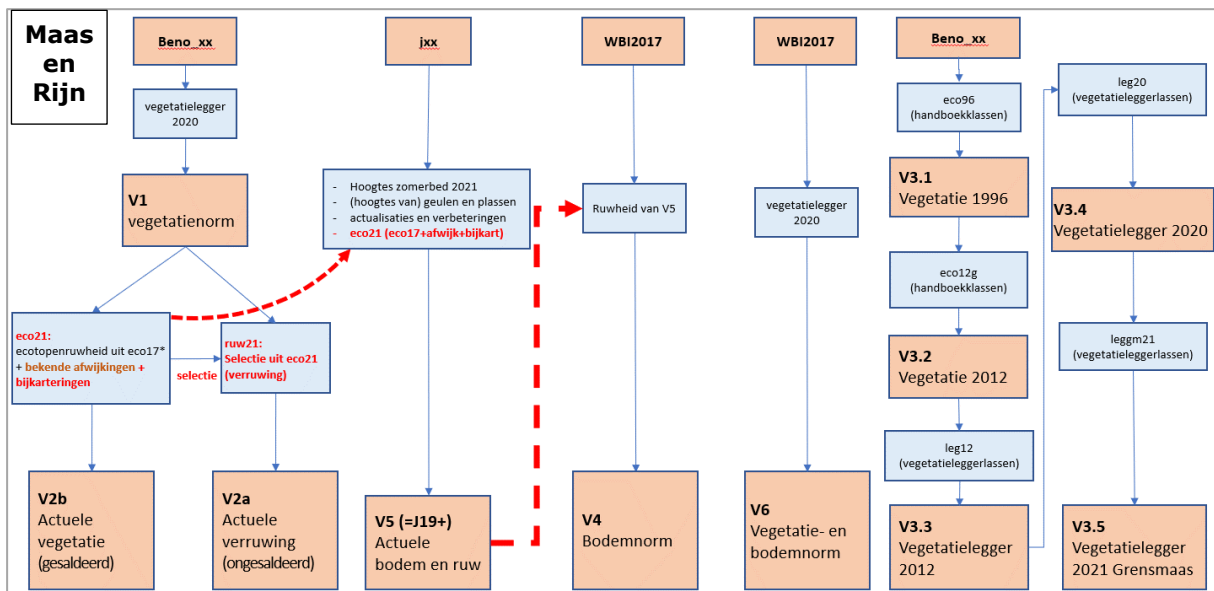 Maas
en
Rijn
Beno_xx
vegetatielegger
2020
V1
vegetatienorm
eco21:
ecotopenruwheid uit eco17*
+ bekende afwijkingen +
bijkarteringen
selectie
ruw21:
Selectie uit eco21
(verruwing)
V2b
Actuele
vegetatie
(gesaldeerd)
V2a
Actuele
verruwing
(ongesaldeerd)
jxx
- Hoogtes zomerbed 2021
- (hoogtes van) geulen en plassen
- actualisaties en verbeteringen
- eco21 (eco17+afwijk+bijkart)
V5 (=J19+)
Actuele
bodem en ruw
WBI2017
Ruwheid van V5
V4
Bodemnorm
WBI2017
vegetatielegger
2020
V6
Vegetatie- en
bodemnorm
Beno_xx
eco96
(handboekklassen)
V3.1
Vegetatie 1996
eco12g
(handboekklassen)
V3.2
Vegetatie 2012
leg12
(vegetatieleggerlassen)
V3.3
Vegetatielegger
2012
leg20
(vegetatieleggerlassen)
V3.4
Vegetatielegger 2020
leggm21
(vegetatieleggerlassen)
V3.5
Vegetatielegger
2021 Grensmaas